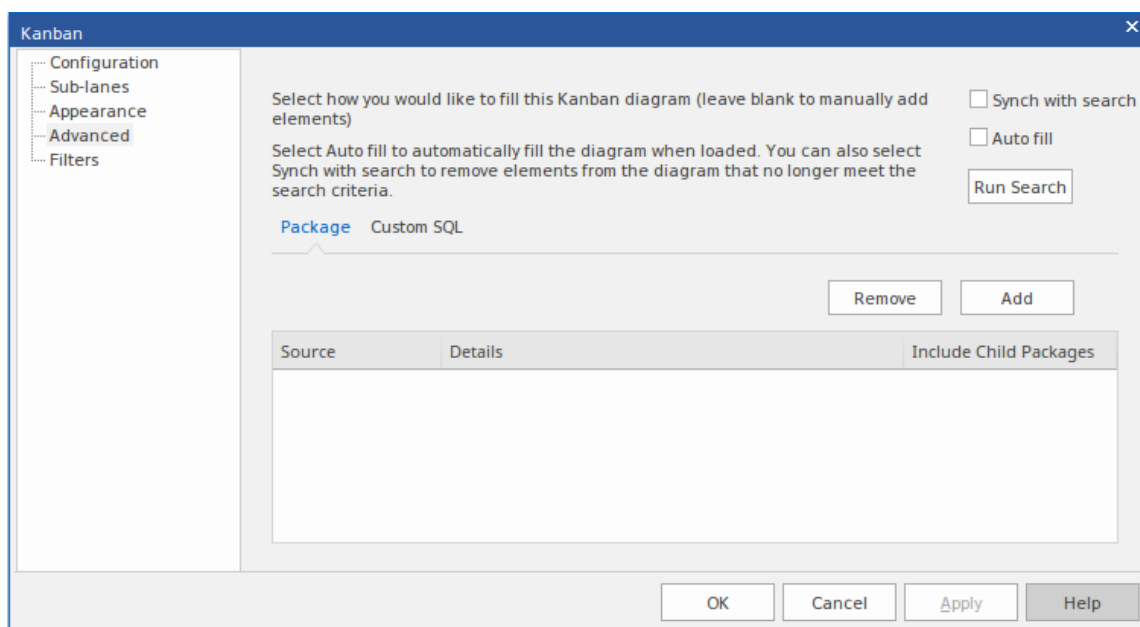 Kanban
Configuration
Sub-lanes
Appearance
Advanced
Filters
Select how you would like to fill this Kanban diagram (leave blank to manually add
elements)
Select Auto fill to automatically fill the diagram when loaded. You can also select
Synch with search to remove elements from the diagram that no longer meet the
search criteria.
Synch with search
Auto fill
Run Search
Package Custom SQL
Remove Add
Source Details Include Child Packages
OK Cancel Apply Help